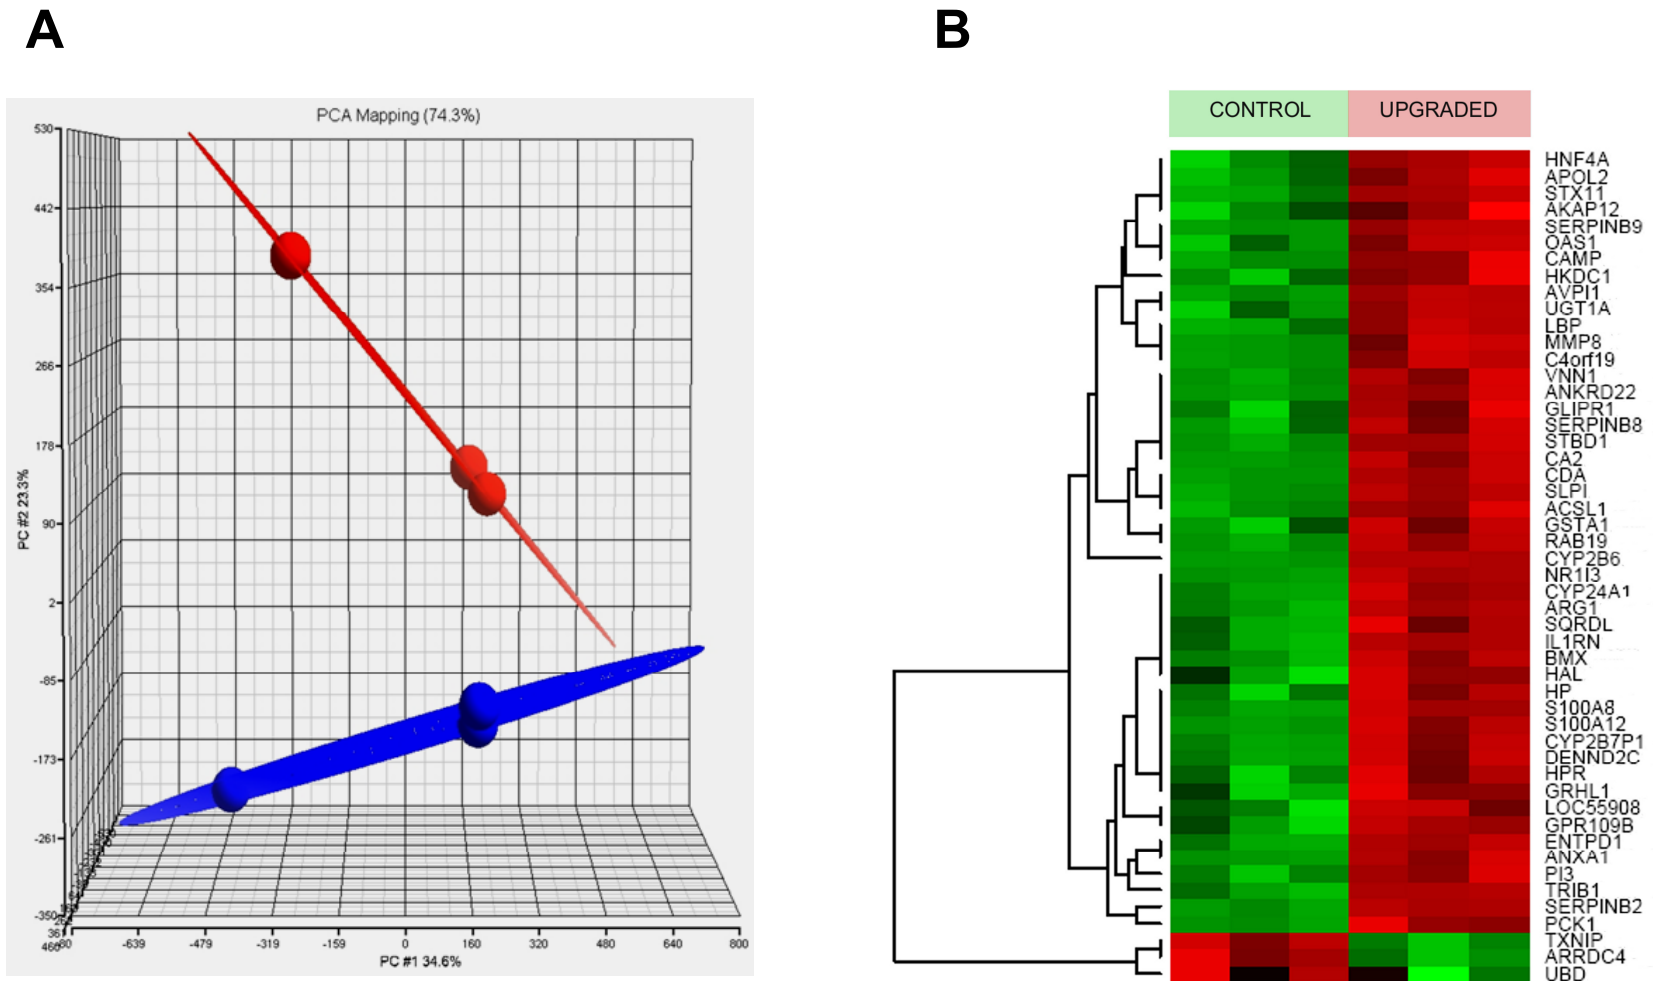 A
B
PCA Mapping (74.3%)
530
442
354
266
178
90
2
-85
-173
-261
-350
PC #2 23.3%
-639
-479
-319
-159
0
160
320
480
640
800
PC #1 34.6%
CONTROL
UPGRADED
HNF4A
APOL2
STX11
AKAP12
SERPINB9
OAS1
CAMP
HKDC1
AVPI1
UGT1A
LBP
MMP8
C4orf19
VNN1
ANKRD22
GLIPR1
SERPINB8
STBD1
CA2
CDA
SLPI
ACSL1
GSTA1
RAB19
CYP2B6
NR1I3
CYP24A1
ARG1
SQRDL
IL1RN
BMX
HAL
HP
S100A8
S100A12
CYP2B7P1
DENND2C
HPR
GRHL1
LOC55908
GPR109B
ENTPD1
ANXA1
PI3
TRIB1
SERPINB2
PCK1
TXNIP
ARRDC4
UBD